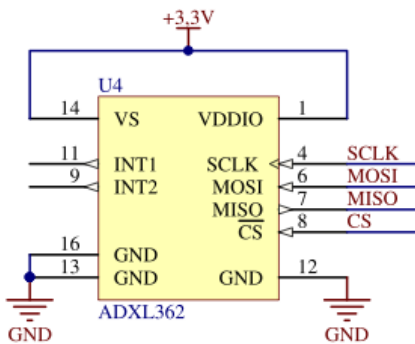 +3,3V
U4
14 VS VDDIO 1
11 INT1 SCLK 4 SCLK
9 INT2 MOSI 6 MOSI
MISO 7 MISO
CS 8 CS
16 GND
13 GND GND 12
ADXL362
GND GND